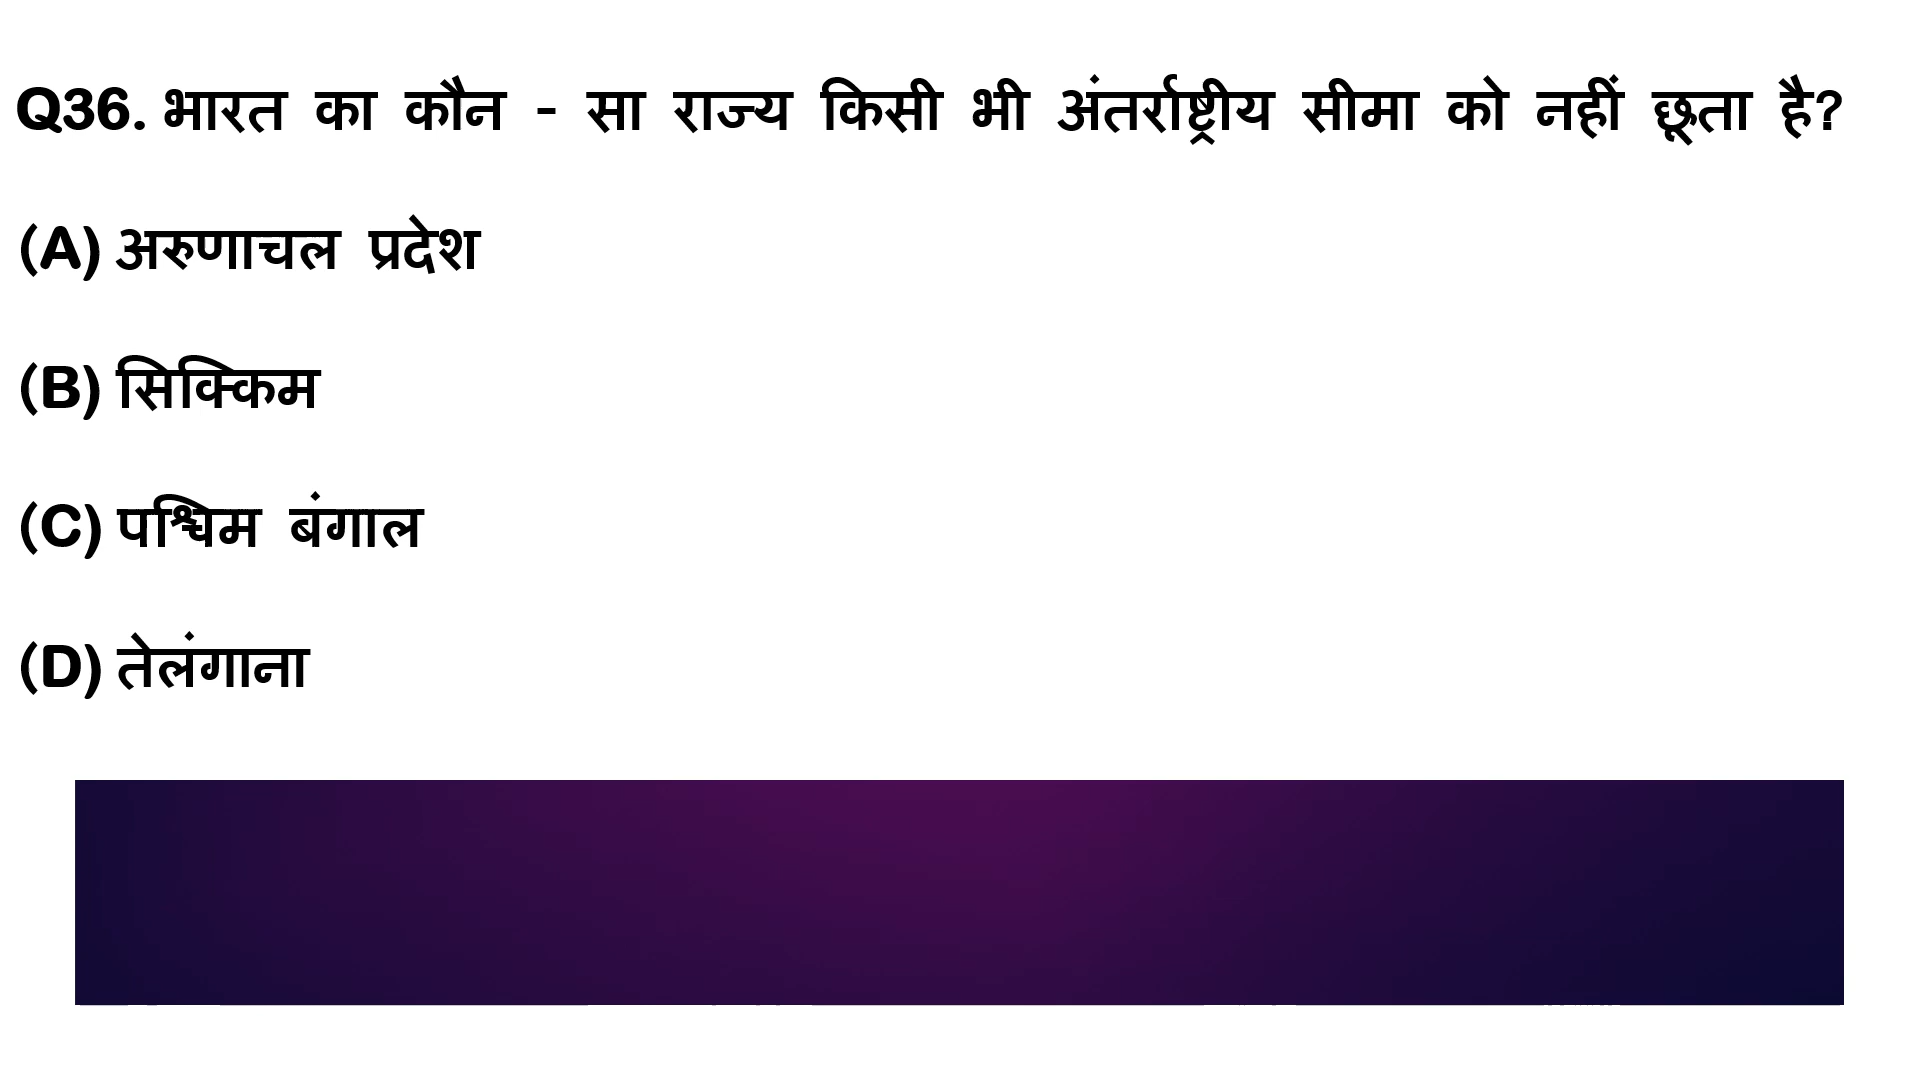 Q36. भारत का कौन - सा राज्य किसी भी अंतर्राष्ट्रीय सीमा को नहीं छूता है?
(A) अरुणाचल प्रदेश
(B) सिक्किम
(C) पश्चिम बंगाल
(D) तेलंगाना